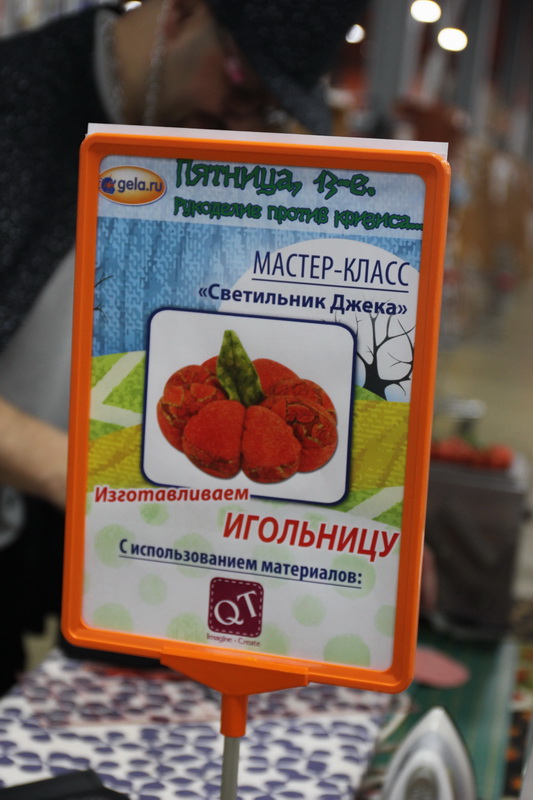 gela.ru
Пятница, 13-е.
Рукоделие против кризиса...
МАСТЕР-КЛАСС
«Светильник Джека»
Изготавливаем
ИГОЛЬНИЦУ
С использованием материалов:
QT
Imagine - Create